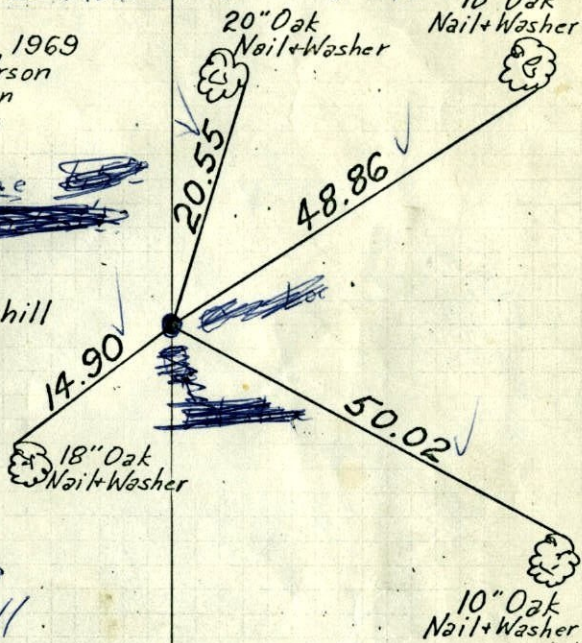 20" Oak
Nail+Washer
Oak
Nail+Washer
, 1969
rson
n
20.55
48.86
e
hill
14.90
50.02
18" Oak
Nail+Washer
10" Oak
Nail+Washer